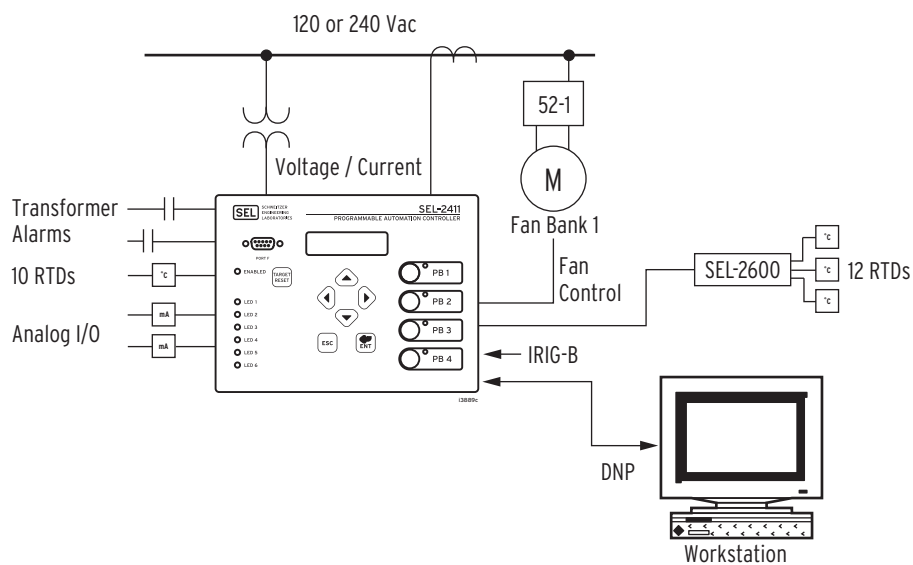 120 or 240 Vac
52-1
Voltage / Current
M
Fan Bank 1
Transformer
Alarms
SEL
SCHWEITZER
ENGINEERING
LABORATORIES
SEL-2411
PROGRAMMABLE AUTOMATION CONTROLLER
PORT F
10 RTDs
°C
ENABLED
TARGET
RESET
PB 1
PB 2
PB 3
PB 4
Fan
Control
SEL-2600
°C
°C
°C
12 RTDs
Analog I/O
mA
mA
LED 1
LED 2
LED 3
LED 4
LED 5
LED 6
ESC
ENT
IRIG-B
i3889c
DNP
Workstation